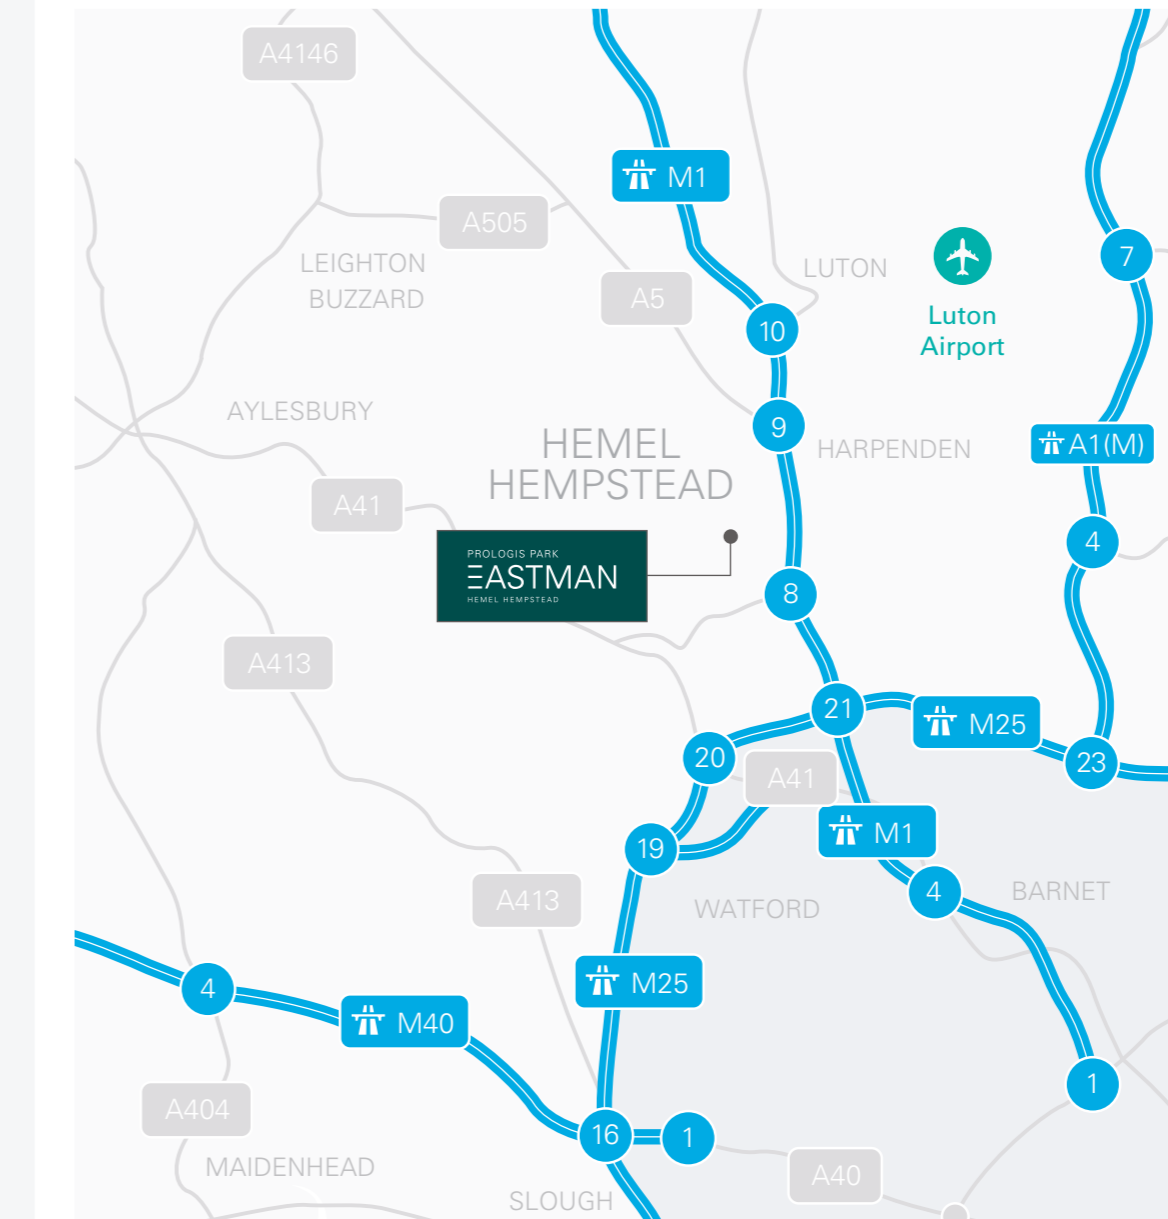 A4146
M1
A505
7
LEIGHTON
BUZZARD
LUTON
A5
Luton
Airport
10
AYLESBURY
9
HEMEL
HEMPSTEAD
HARPENDEN
A1(M)
A41
4
PROLOGIS PARK
EASTMAN
HEMEL HEMPSTEAD
8
A413
21
M25
20
A41
23
19
M1
A413
WATFORD
4
BARNET
4
M25
M40
1
A404
16
1
MAIDENHEAD
A40
SLOUGH